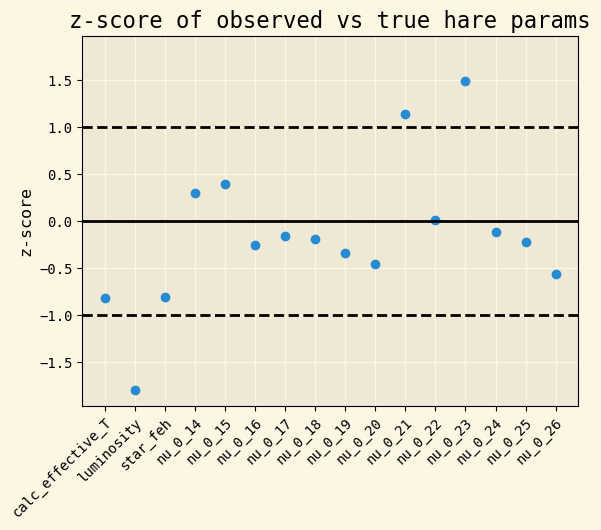 z-score of observed vs true hare params
z-score
1.5
1.0
0.5
0.0
−0.5
−1.0
−1.5
calc_effective_T
luminosity
star_feh
nu_0_14
nu_0_15
nu_0_16
nu_0_17
nu_0_18
nu_0_19
nu_0_20
nu_0_21
nu_0_22
nu_0_23
nu_0_24
nu_0_25
nu_0_26